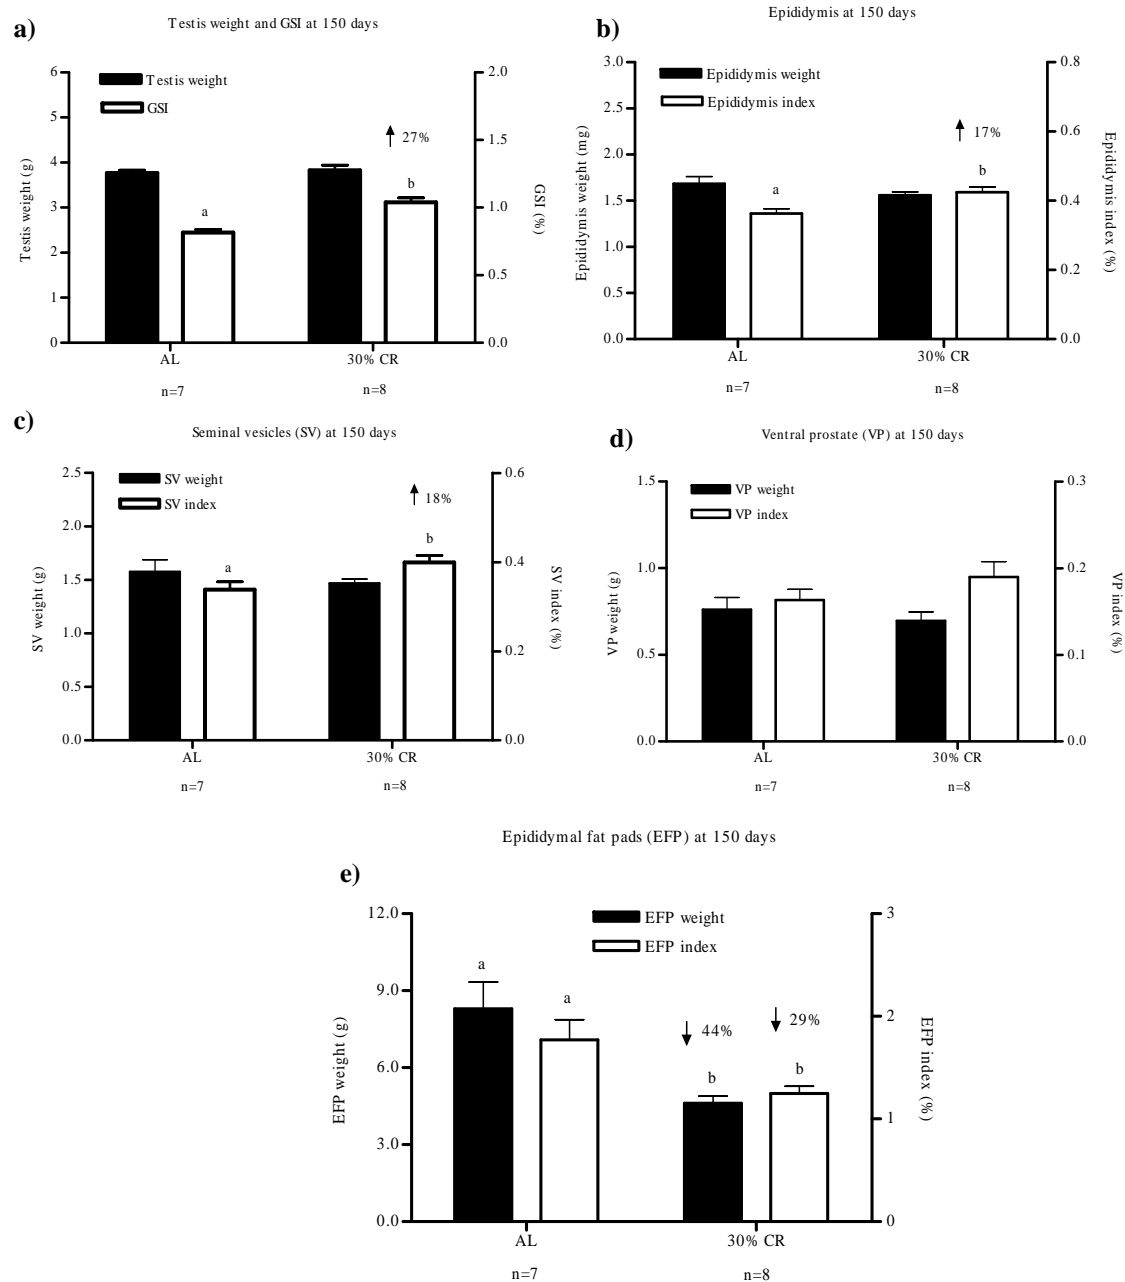 a)
Testis weight and GSI at 150 days
Testis weight
GSI
27%
a
b
6
5
4
3
2
1
0
Testis weight (g)
2.0
1.5
1.0
0.5
0.0
GSI (%)
AL
30% CR
n=7
n=8
b)
Epididymis at 150 days
Epididymis weight
Epididymis index
17%
a
b
3.0
2.5
2.0
1.5
1.0
0.5
0.0
Epididymis weight (mg)
0.8
0.6
0.4
0.2
0.0
Epididymis index (%)
AL
30% CR
n=7
n=8
c)
Seminal vesicles (SV) at 150 days
SV weight
SV index
18%
a
b
2.5
2.0
1.5
1.0
0.5
0.0
SV weight (g)
0.6
0.4
0.2
0.0
SV index (%)
AL
30% CR
n=7
n=8
d)
Ventral prostate (VP) at 150 days
VP weight
VP index
1.5
1.0
0.5
0.0
VP weight (g)
0.3
0.2
0.1
0.0
VP index (%)
AL
30% CR
n=7
n=8
Epididymal fat pads (EFP) at 150 days
e)
EFP weight
EFP index
a
a
44%
29%
b
b
12.0
9.0
6.0
3.0
0.0
EFP weight (g)
3
2
1
0
EFP index (%)
AL
30% CR
n=7
n=8